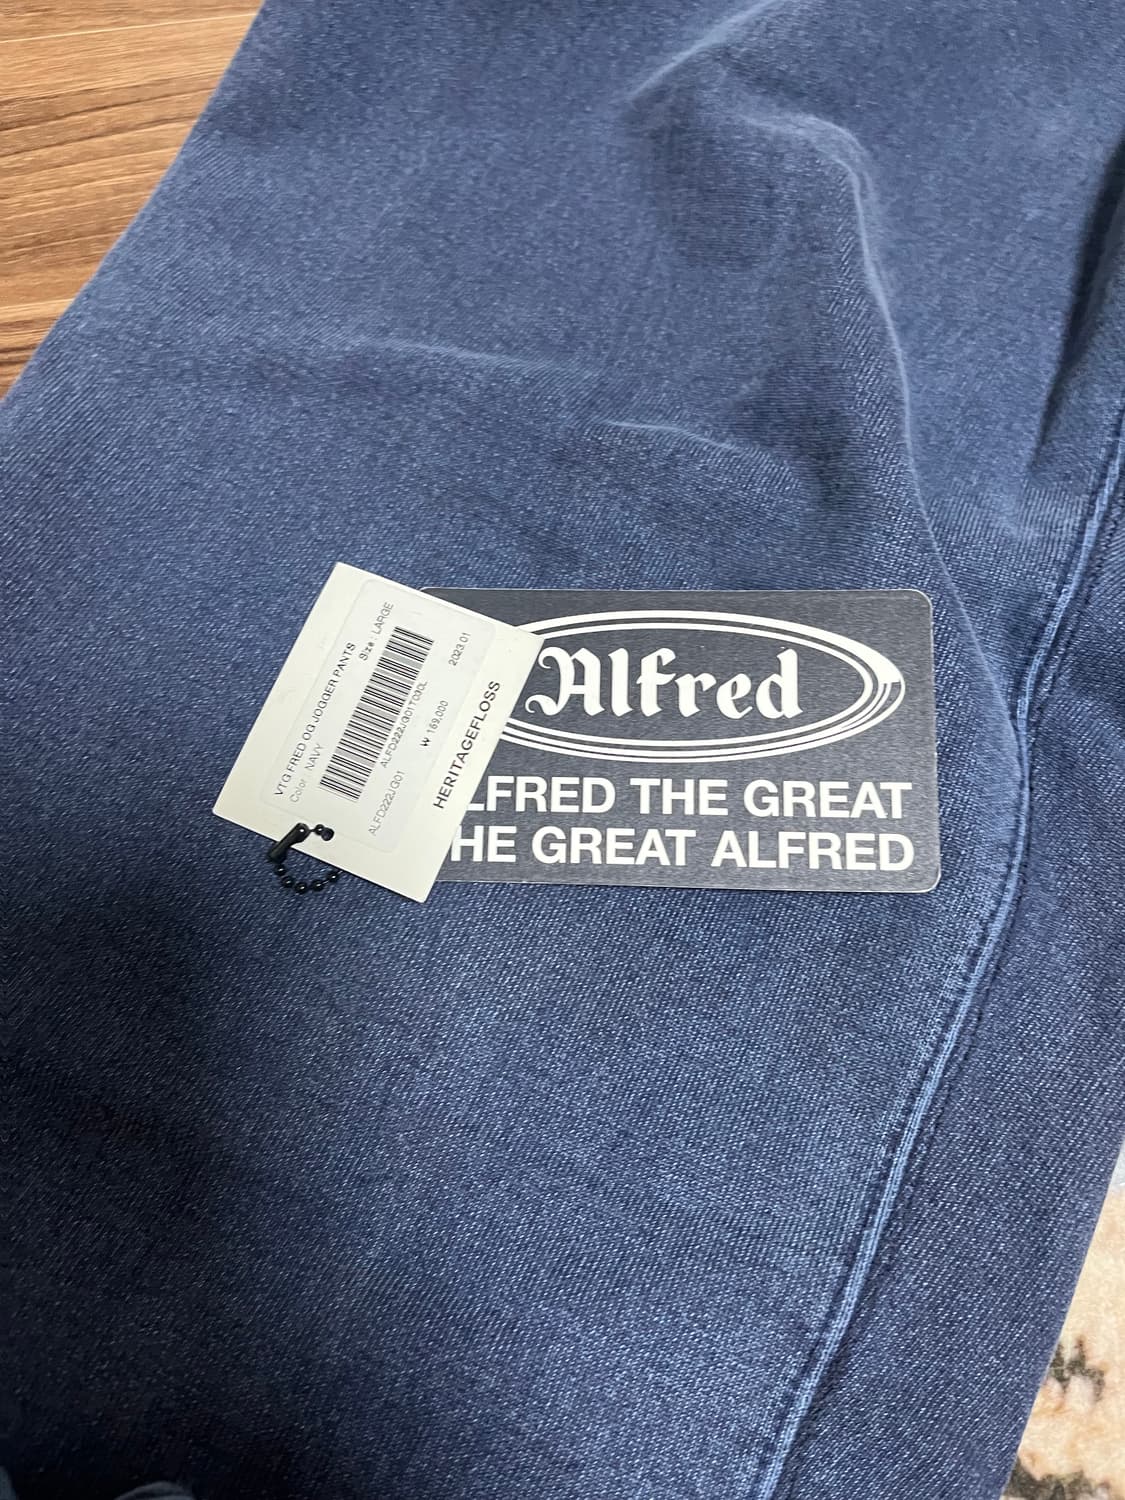 VTG FRED OG JOGGER PANTS
Color : NAVY
Size : LARGE
ALFD222JG01T03OL
ALFD222JG01
₩ 169,000
2023.01
HERITAGEFLOSS
Alfred
LFRED THE GREAT
HE GREAT ALFRED